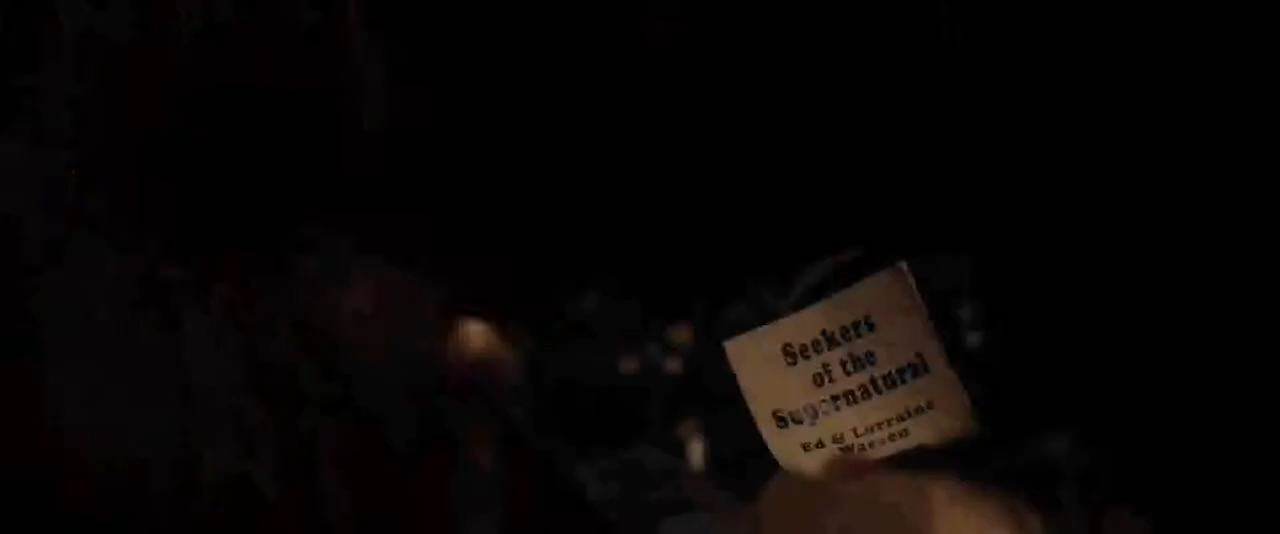 Seekers
of the
Supernatural
Ed & Lorraine
Warren